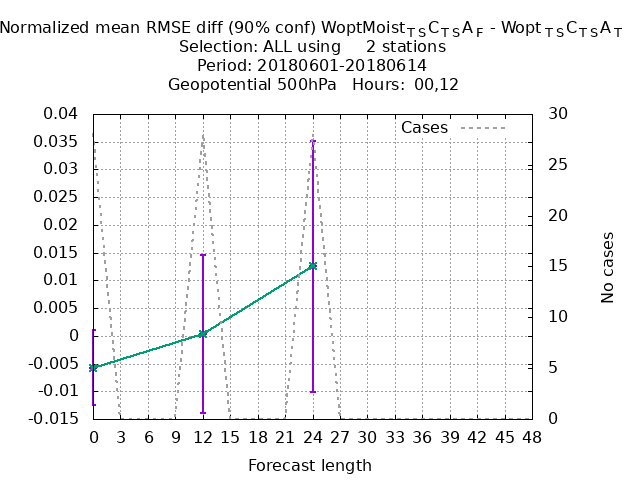 Normalized mean RMSE diff (90% conf) WoptMoistTSCTSAF - WoptTSCTSAT
Selection: ALL using 2 stations
Period: 20180601-20180614
Geopotential 500hPa Hours: 00,12
Cases
0.04
0.035
0.03
0.025
0.02
0.015
0.01
0.005
0
-0.005
-0.01
-0.015
30
25
20
15
10
5
0
No cases
0 3 6 9 12 15 18 21 24 27 30 33 36 39 42 45 48
Forecast length